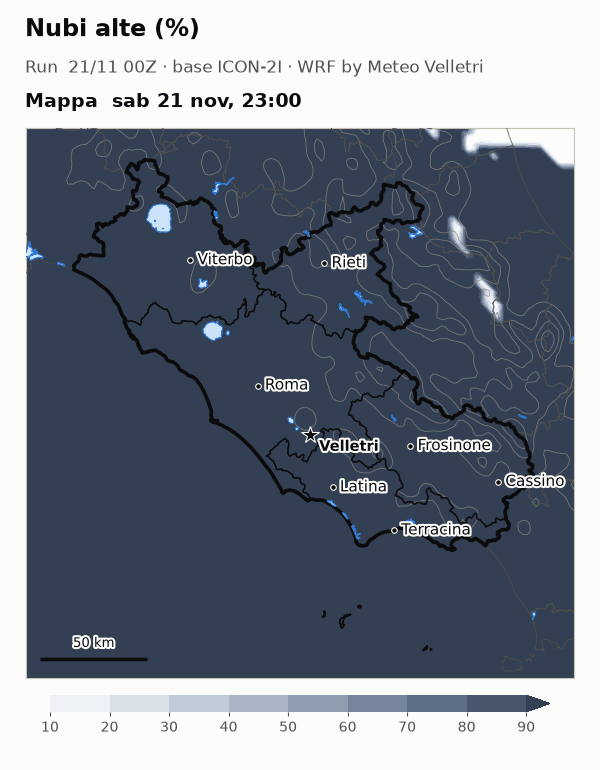 Nubi alte (%)
Run  21/11 00Z · base ICON-2I · WRF by Meteo Velletri
Mappa  sab 21 nov, 23:00
Viterbo
Rieti
Roma
Velletri
Frosinone
Cassino
Latina
Terracina
50 km
10 20 30 40 50 60 70 80 90